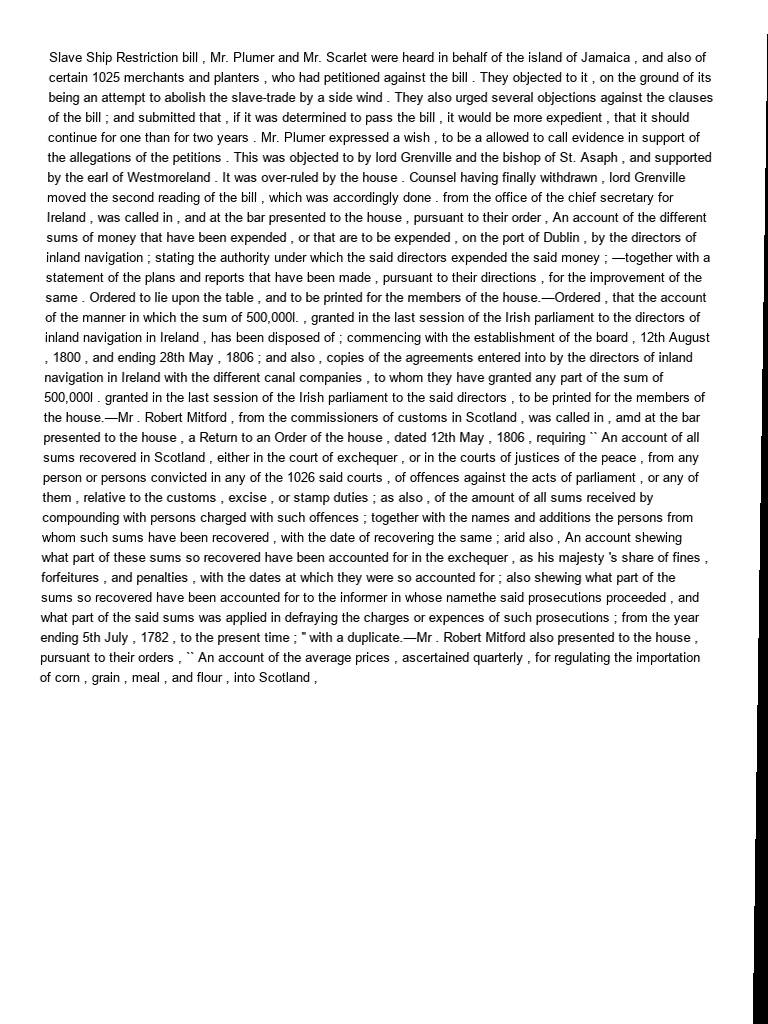 Slave Ship Restriction bill , Mr. Plumer and Mr. Scarlet were heard in behalf of the island of Jamaica , and also of
certain 1025 merchants and planters , who had petitioned against the bill . They objected to it , on the ground of its
being an attempt to abolish the slave-trade by a side wind . They also urged several objections against the clauses
of the bill ; and submitted that , if it was determined to pass the bill , it would be more expedient , that it should
continue for one than for two years . Mr. Plumer expressed a wish , to be a allowed to call evidence in support of
the allegations of the petitions . This was objected to by lord Grenville and the bishop of St. Asaph , and supported
by the earl of Westmoreland . It was over-ruled by the house . Counsel having finally withdrawn , lord Grenville
moved the second reading of the bill , which was accordingly done . from the office of the chief secretary for
Ireland , was called in , and at the bar presented to the house , pursuant to their order , An account of the different
sums of money that have been expended , or that are to be expended , on the port of Dublin , by the directors of
inland navigation ; stating the authority under which the said directors expended the said money ; —together with a
statement of the plans and reports that have been made , pursuant to their directions , for the improvement of the
same . Ordered to lie upon the table , and to be printed for the members of the house.—Ordered , that the account
of the manner in which the sum of 500,000l. , granted in the last session of the Irish parliament to the directors of
inland navigation in Ireland , has been disposed of ; commencing with the establishment of the board , 12th August
, 1800 , and ending 28th May , 1806 ; and also , copies of the agreements entered into by the directors of inland
navigation in Ireland with the different canal companies , to whom they have granted any part of the sum of
500,000l . granted in the last session of the Irish parliament to the said directors , to be printed for the members of
the house.—Mr . Robert Mitford , from the commissioners of customs in Scotland , was called in , amd at the bar
presented to the house , a Return to an Order of the house , dated 12th May , 1806 , requiring `` An account of all
sums recovered in Scotland , either in the court of exchequer , or in the courts of justices of the peace , from any
person or persons convicted in any of the 1026 said courts , of offences against the acts of parliament , or any of
them , relative to the customs , excise , or stamp duties ; as also , of the amount of all sums received by
compounding with persons charged with such offences ; together with the names and additions the persons from
whom such sums have been recovered , with the date of recovering the same ; arid also , An account shewing
what part of these sums so recovered have been accounted for in the exchequer , as his majesty 's share of fines ,
forfeitures , and penalties , with the dates at which they were so accounted for ; also shewing what part of the
sums so recovered have been accounted for to the informer in whose namethe said prosecutions proceeded , and
what part of the said sums was applied in defraying the charges or expences of such prosecutions ; from the year
ending 5th July , 1782 , to the present time ; " with a duplicate.—Mr . Robert Mitford also presented to the house ,
pursuant to their orders , `` An account of the average prices , ascertained quarterly , for regulating the importation
of corn , grain , meal , and flour , into Scotland ,